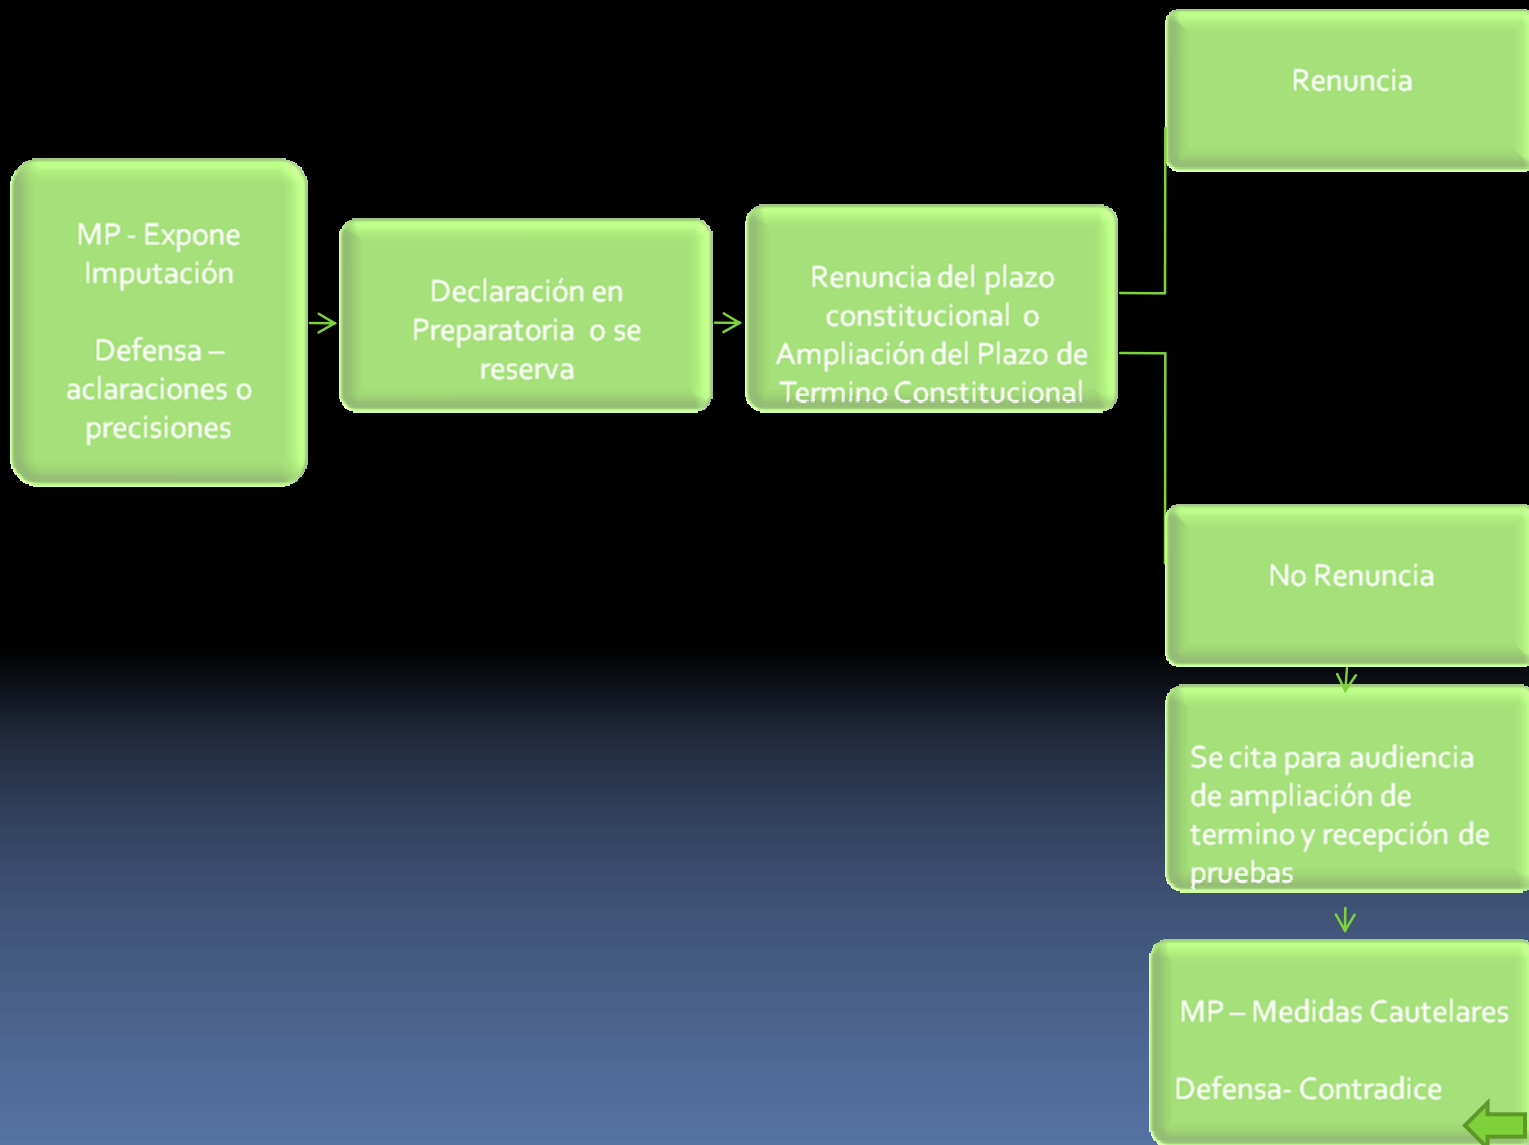 MP - Expone
Imputación
Defensa –
aclaraciones o
precisiones
Declaración en
Preparatoria o se
reserva
Renuncia del plazo
constitucional o
Ampliación del Plazo de
Termino Constitucional
Renuncia
No Renuncia
Se cita para audiencia
de ampliación de
termino y recepción de
pruebas
MP – Medidas Cautelares
Defensa- Contradice